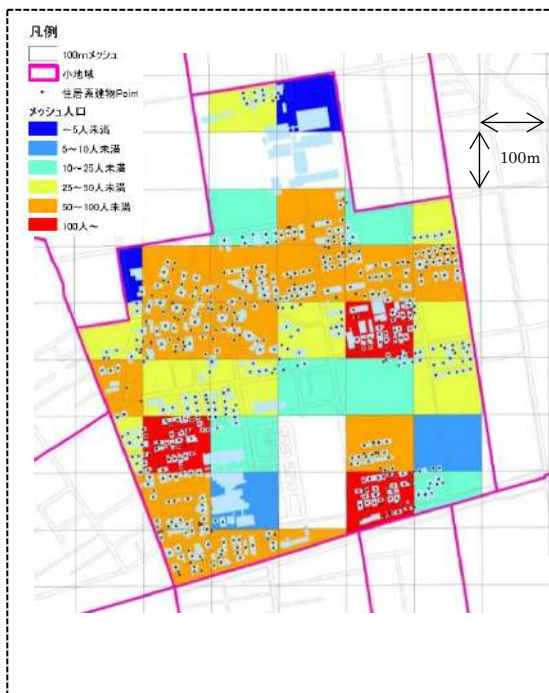 凡例
100mメッシュ
小地域
住居系建物Point
メッシュ人口
～5人未満
5～10人未満
10～25人未満
25～50人未満
50～100人未満
100人～
100m